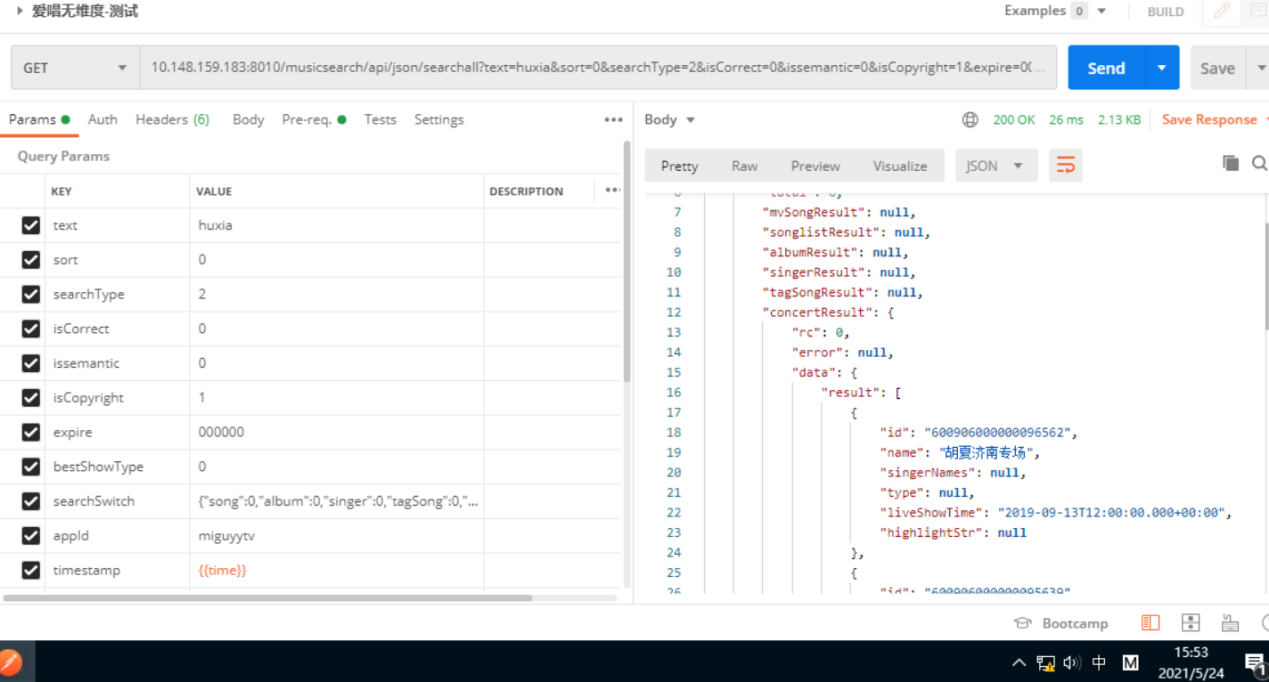 爱唱无维度-测试
Examples 0
BUILD
GET
10.148.159.183:8010/musicsearch/api/json/searchall?text=huxia&sort=0&searchType=2&isCorrect=0&issemantic=0&isCopyright=1&expire=0(...
Send
Save
Params
Auth
Headers (6)
Body
Pre-req.
Tests
Settings
Query Params
KEY VALUE DESCRIPTION
text huxia
sort 0
searchType 2
isCorrect 0
issemantic 0
isCopyright 1
expire 000000
bestShowType 0
searchSwitch {"song":0,"album":0,"singer":0,"tagSong":0,"...
appId miguyytv
timestamp {{time}}
Body
200 OK 26 ms 2.13 KB Save Response
Pretty Raw Preview Visualize JSON
7 "mvSongResult": null,
8 "songlistResult": null,
9 "albumResult": null,
10 "singerResult": null,
11 "tagSongResult": null,
12 "concertResult": {
13 "rc": 0,
14 "error": null,
15 "data": {
16 "result": [
17 {
18 "id": "600906000000096562",
19 "name": "胡夏济南专场",
20 "singerNames": null,
21 "type": null,
22 "liveShowTime": "2019-09-13T12:00:00.000+00:00",
23 "highlightStr": null
24 },
25 {
26 "id": "600906000000095639"
Bootcamp
中 M
15:53
2021/5/24
1